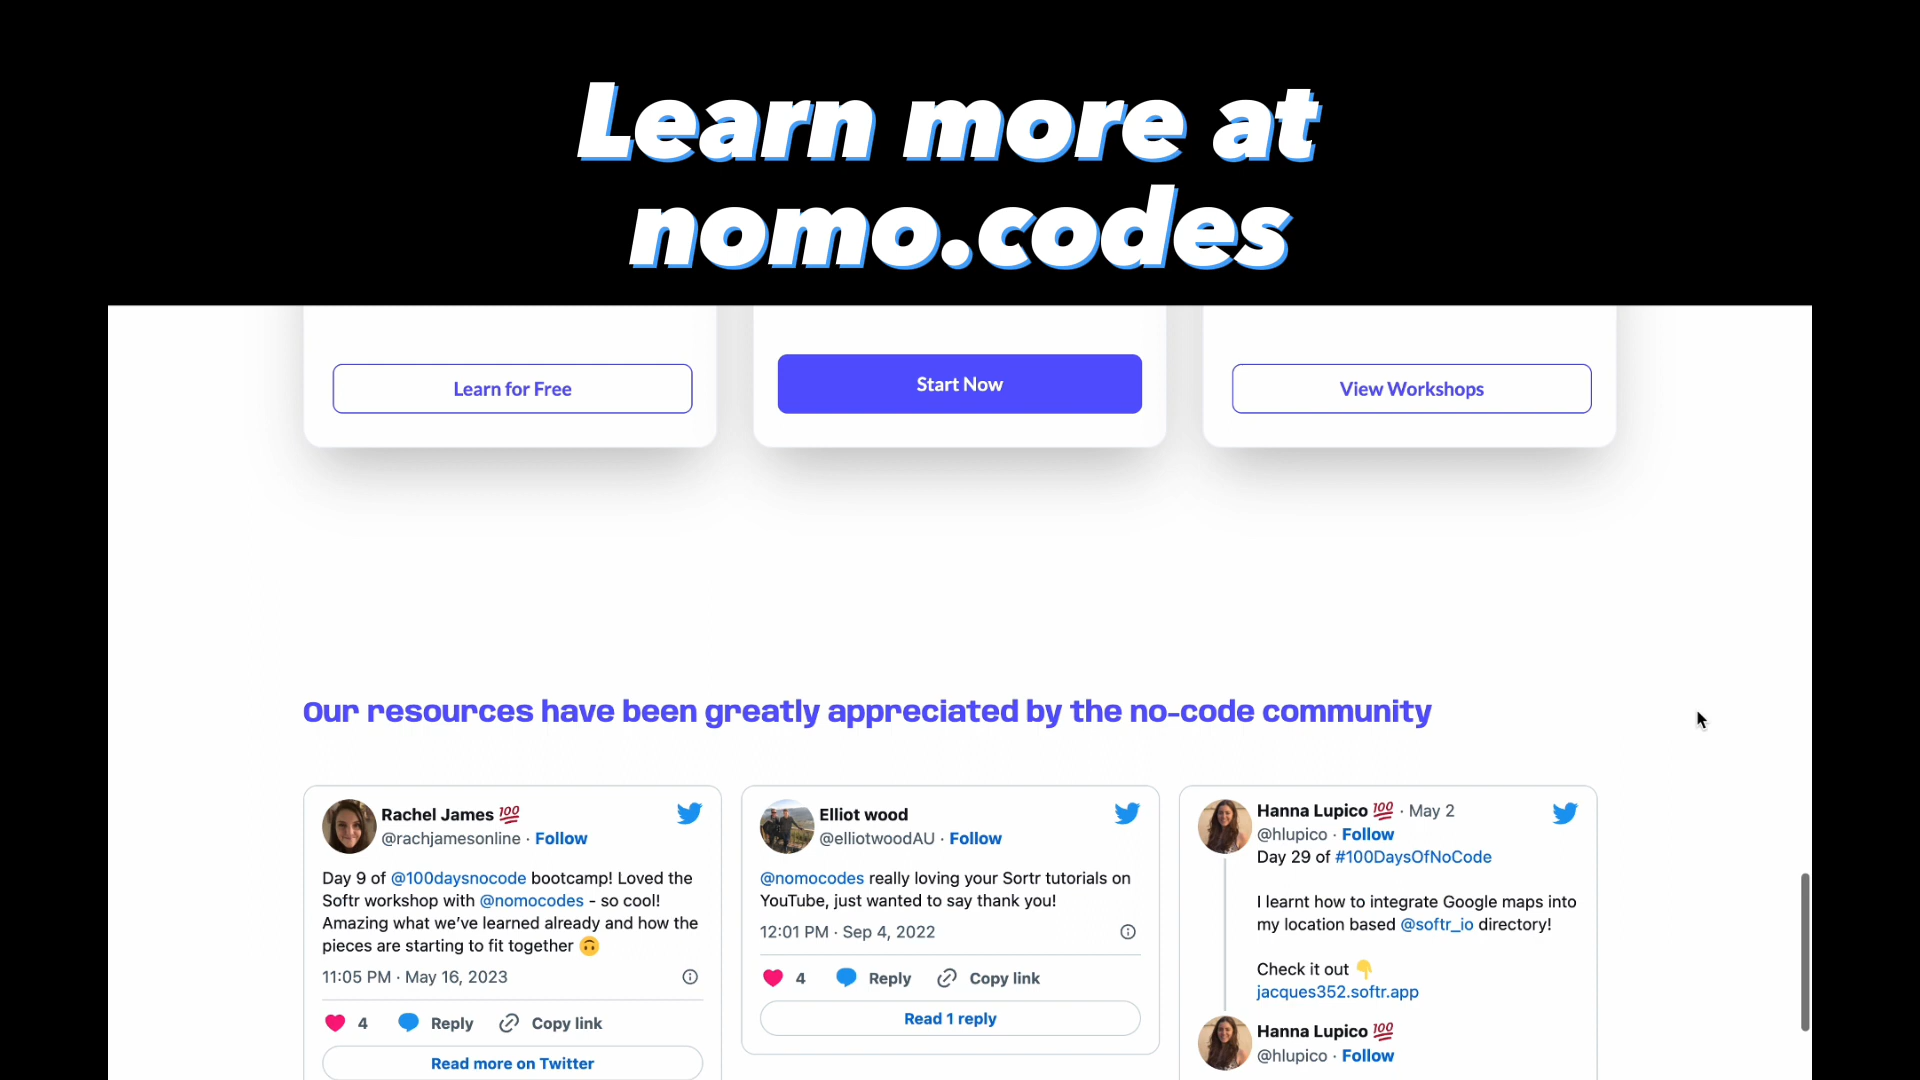 Learn more at
nomo.codes
Learn for Free
Start Now
View Workshops
Our resources have been greatly appreciated by the no-code community
Rachel James 💯
@rachjamesonline · Follow
Day 9 of @100daysnocode bootcamp! Loved the
Softr workshop with @nomocodes - so cool!
Amazing what we've learned already and how the
pieces are starting to fit together 🙃
11:05 PM · May 16, 2023
4 Reply Copy link
Read more on Twitter
Elliot wood
@elliotwoodAU · Follow
@nomocodes really loving your Sortr tutorials on
YouTube, just wanted to say thank you!
12:01 PM · Sep 4, 2022
4 Reply Copy link
Read 1 reply
Hanna Lupico 💯 · May 2
@hlupico · Follow
Day 29 of #100DaysOfNoCode
I learnt how to integrate Google maps into
my location based @softr_io directory!
Check it out 👇
jacques352.softr.app
Hanna Lupico 💯
@hlupico · Follow